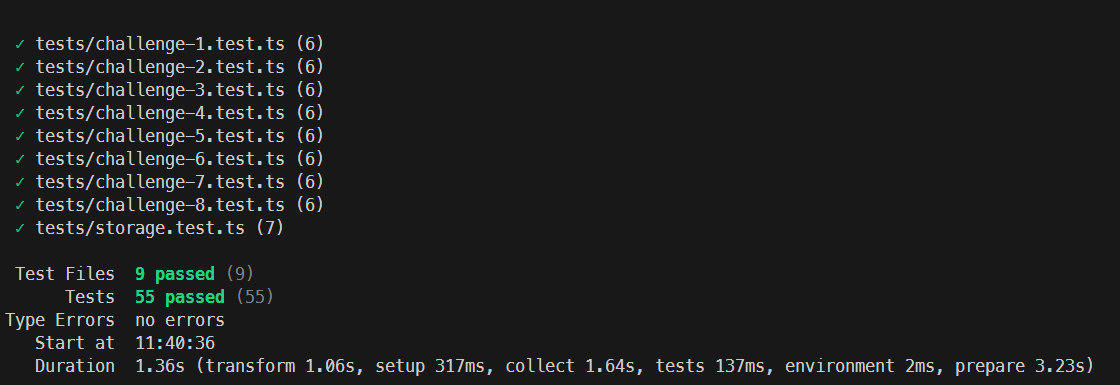 ✓ tests/challenge-1.test.ts (6)
✓ tests/challenge-2.test.ts (6)
✓ tests/challenge-3.test.ts (6)
✓ tests/challenge-4.test.ts (6)
✓ tests/challenge-5.test.ts (6)
✓ tests/challenge-6.test.ts (6)
✓ tests/challenge-7.test.ts (6)
✓ tests/challenge-8.test.ts (6)
✓ tests/storage.test.ts (7)
Test Files 9 passed (9)
Tests 55 passed (55)
Type Errors no errors
Start at 11:40:36
Duration 1.36s (transform 1.06s, setup 317ms, collect 1.64s, tests 137ms, environment 2ms, prepare 3.23s)